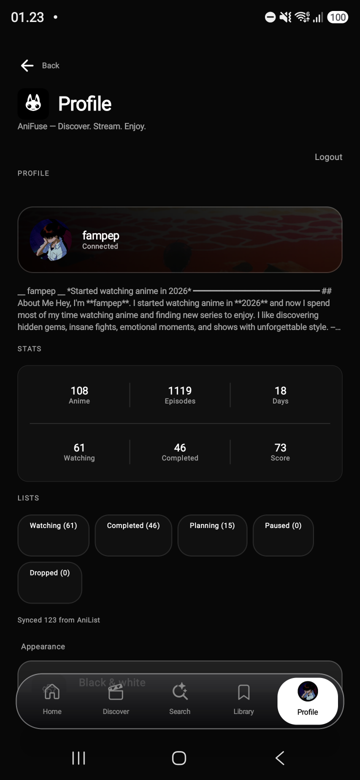 01.23
100
Back
Profile
AniFuse — Discover. Stream. Enjoy.
Logout
PROFILE
fampep
Connected
__ fampep __ *Started watching anime in 2026* ━━━━━━━━━━━━━━━ ##
About Me Hey, I'm **fampep**. I started watching anime in **2026** and now I spend
most of my time watching anime and finding new series to enjoy. I like discovering
hidden gems, insane fights, emotional moments, and shows with unforgettable style. –...
STATS
108 1119 18
Anime Episodes Days
61 46 73
Watching Completed Score
LISTS
Watching (61) Completed (46) Planning (15) Paused (0)
Dropped (0)
Synced 123 from AniList
Appearance
Black & white
Home Discover Search Library Profile